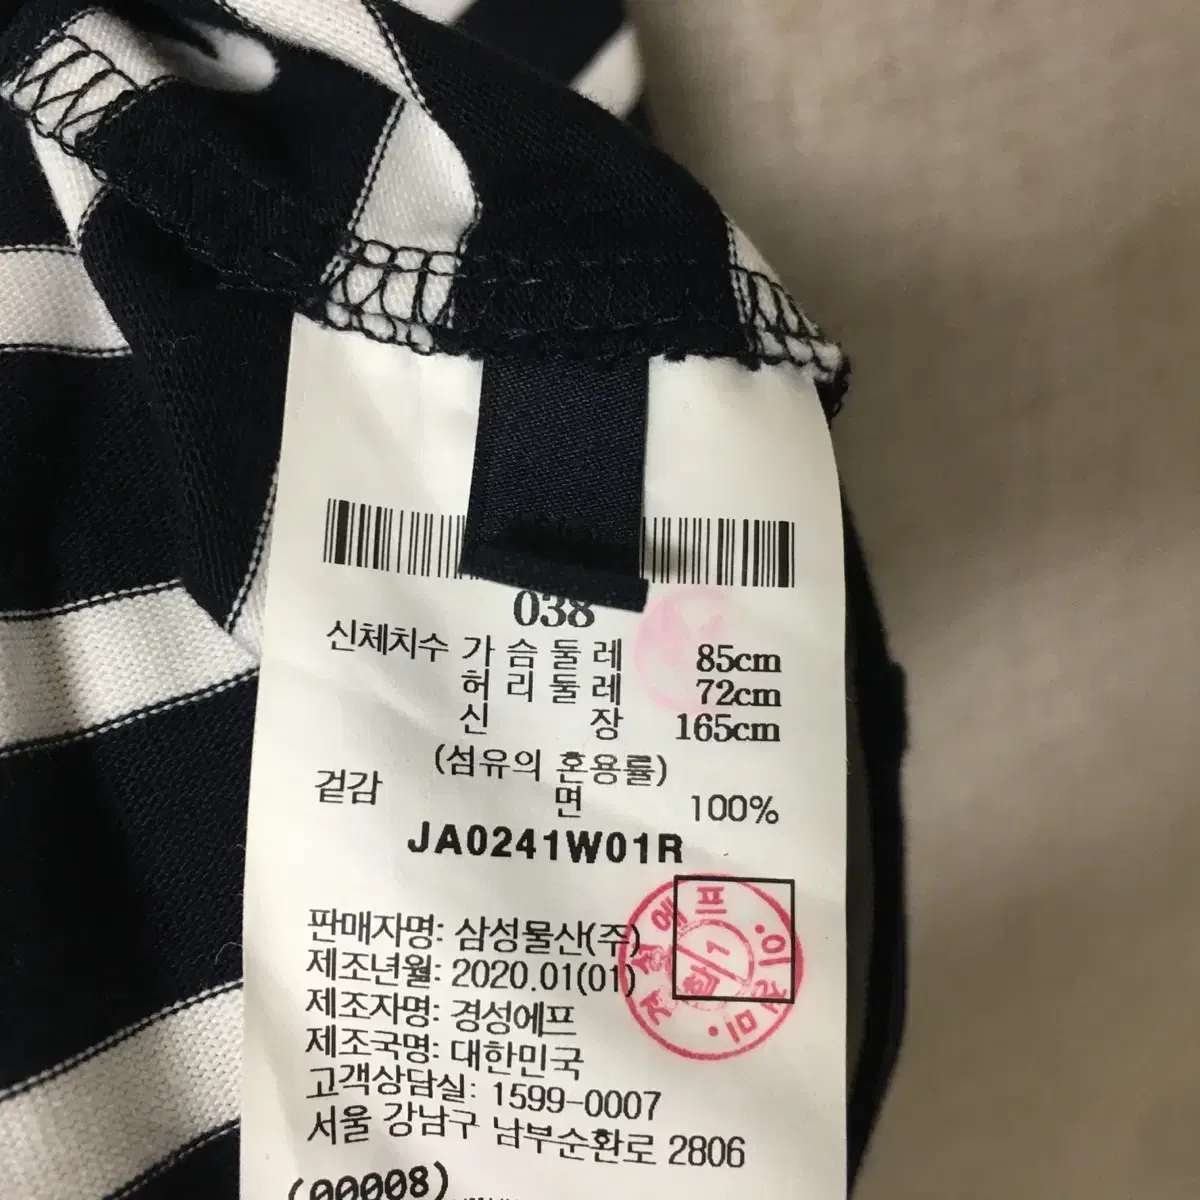 038
신체치수 가슴둘레 85cm
허리둘레 72cm
신장 165cm
(섬유의 혼용률)
겉감 면 100%
JA0241W01R
판매자명: 삼성물산(주)
제조년월: 2020.01(01)
제조자명: 경성에프
제조국명: 대한민국
고객상담실: 1599-0007
서울 강남구 남부순환로 2806
(00008)
경성에프